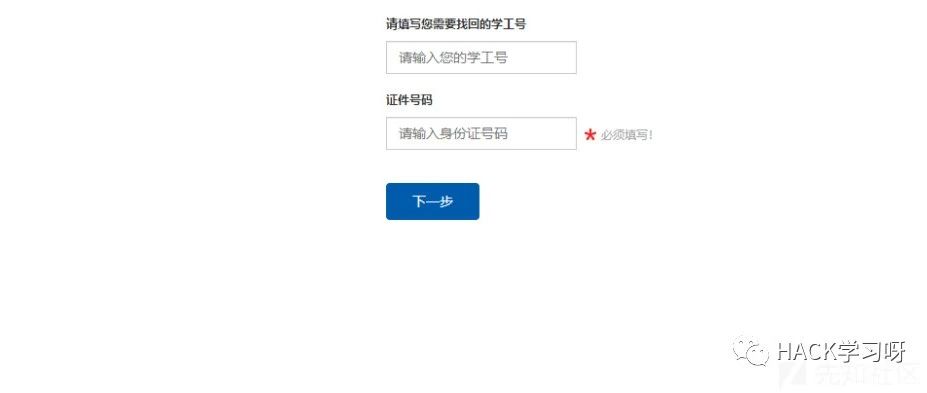 请填写您需要找回的学工号
请输入您的学工号
证件号码
请输入身份证号码
* 必须填写!
下一步
HACK学习呀
先知社区